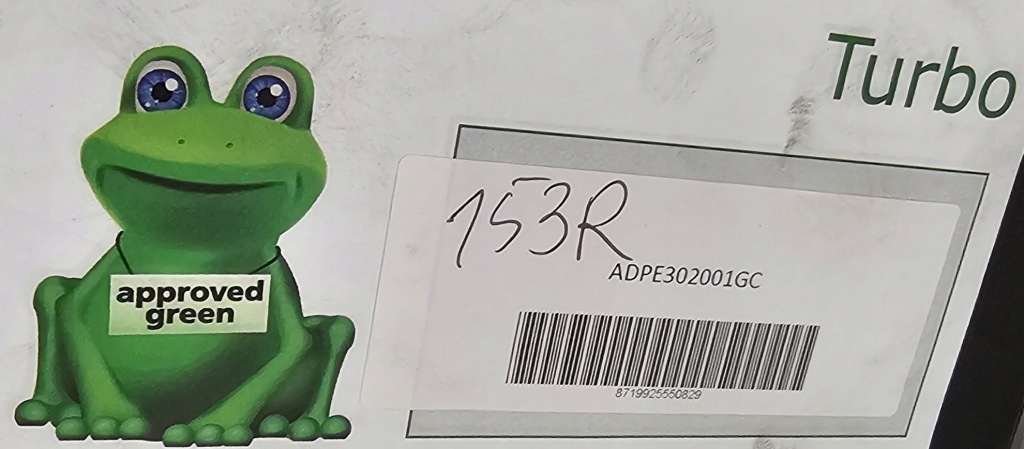 Turbo
153R
ADPE302001GC
8719925550829
approved
green